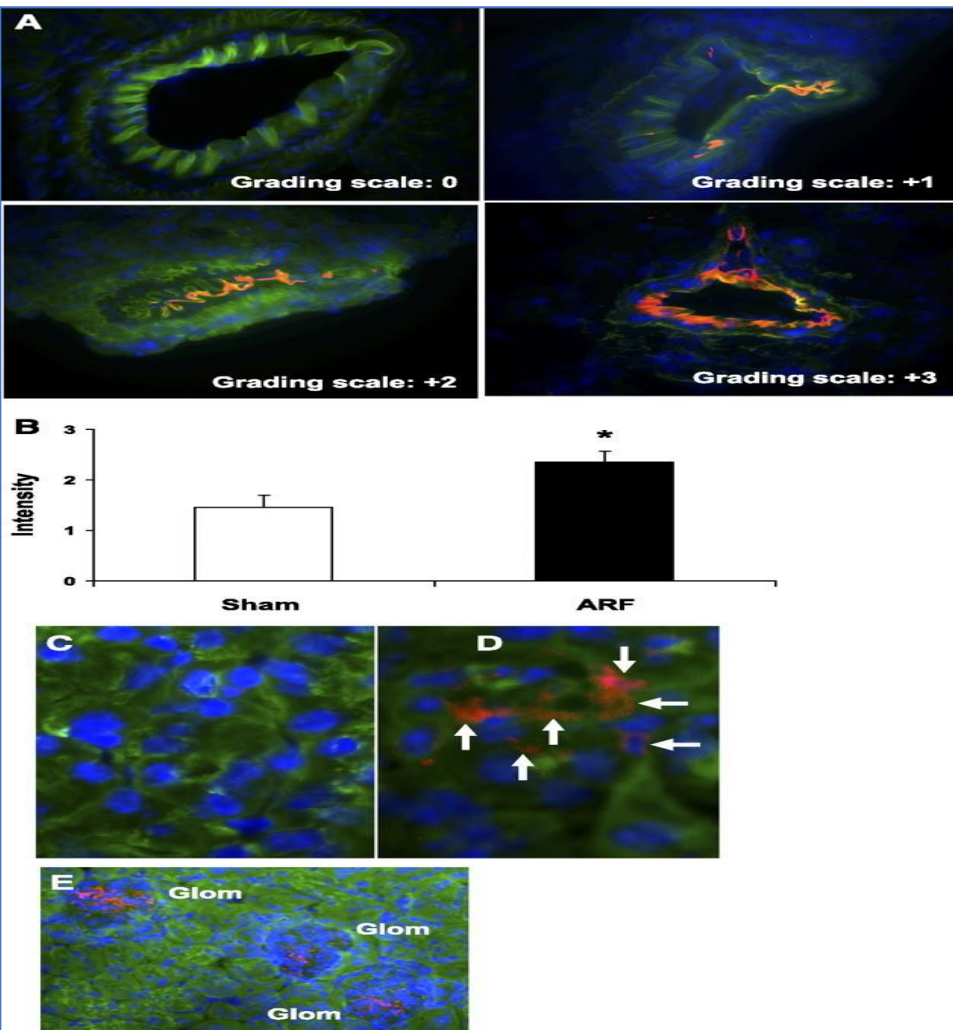 A
Grading scale: 0
Grading scale: +1
Grading scale: +2
Grading scale: +3
B
3
2
1
0
Intensity
*
Sham
ARF
C
D
E
Glom
Glom
Glom